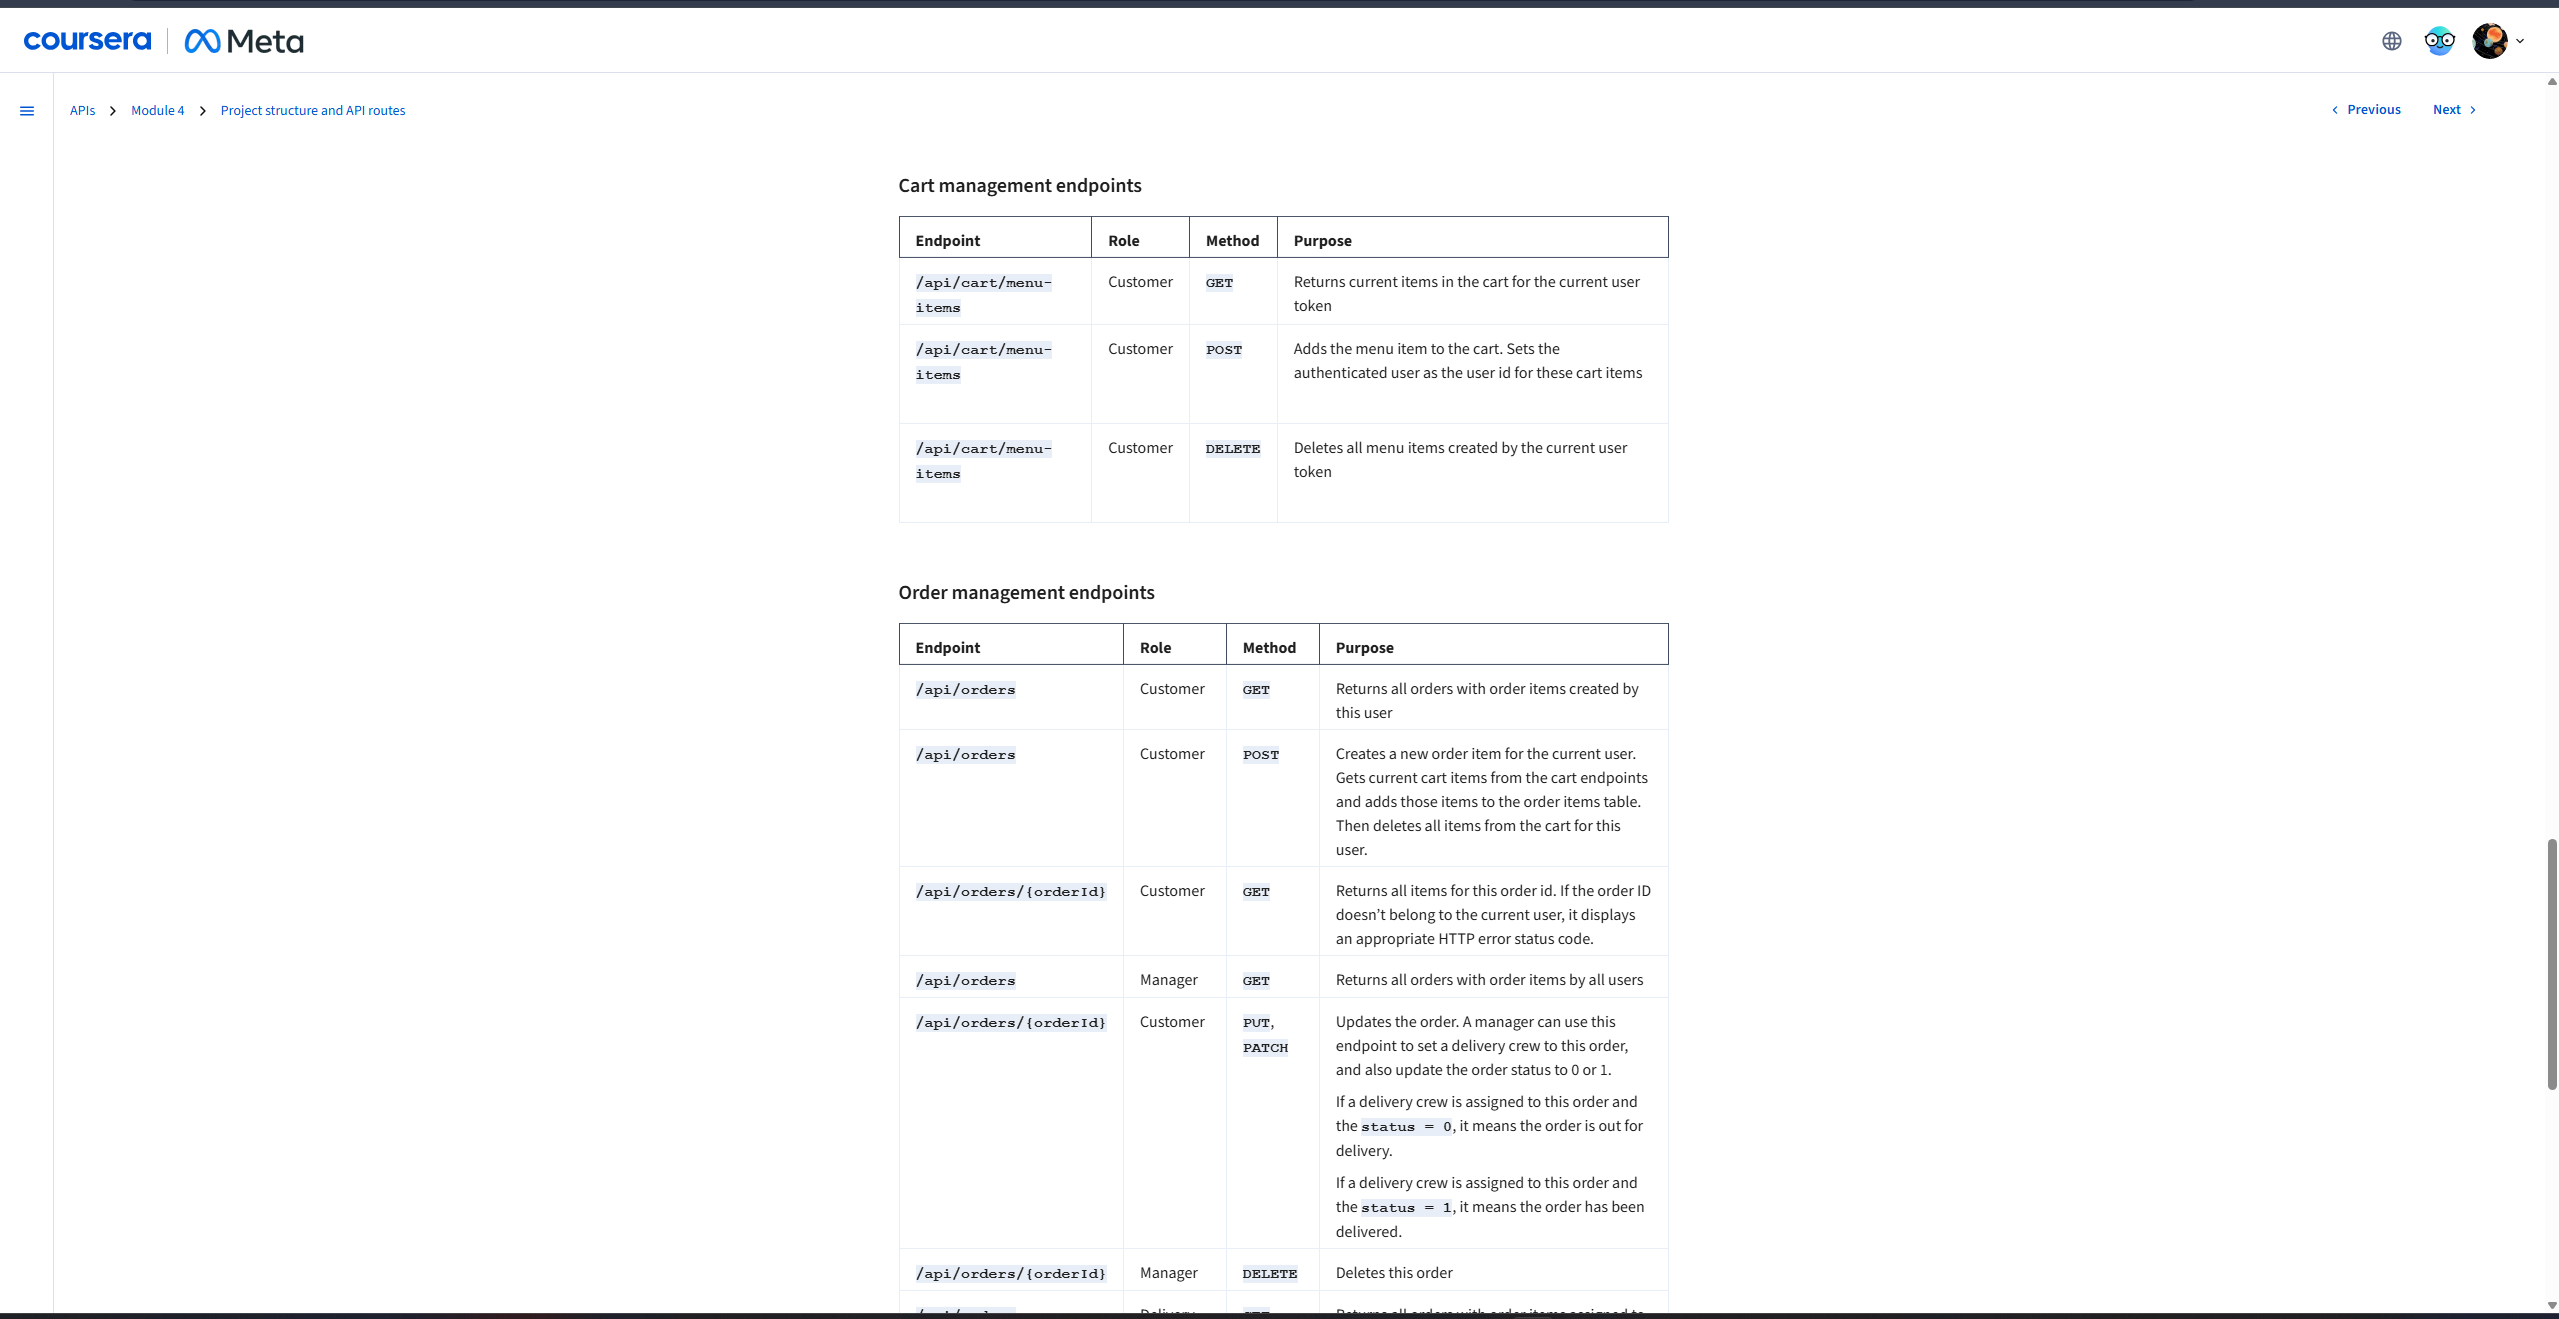 coursera | Meta
APIs > Module 4 > Project structure and API routes
Previous Next
Cart management endpoints
Endpoint Role Method Purpose
/api/cart/menu- Customer GET Returns current items in the cart for the current user
items token
/api/cart/menu- Customer POST Adds the menu item to the cart. Sets the
items authenticated user as the user id for these cart items
/api/cart/menu- Customer DELETE Deletes all menu items created by the current user
items token
Order management endpoints
Endpoint Role Method Purpose
/api/orders Customer GET Returns all orders with order items created by
this user
/api/orders Customer POST Creates a new order item for the current user.
Gets current cart items from the cart endpoints
and adds those items to the order items table.
Then deletes all items from the cart for this
user.
/api/orders/{orderId} Customer GET Returns all items for this order id. If the order ID
doesn't belong to the current user, it displays
an appropriate HTTP error status code.
/api/orders Manager GET Returns all orders with order items by all users
/api/orders/{orderId} Customer PUT, Updates the order. A manager can use this
PATCH endpoint to set a delivery crew to this order,
and also update the order status to 0 or 1.
If a delivery crew is assigned to this order and
the status = 0, it means the order is out for
delivery.
If a delivery crew is assigned to this order and
the status = 1, it means the order has been
delivered.
/api/orders/{orderId} Manager DELETE Deletes this order
Returns all orders with order items assigned to